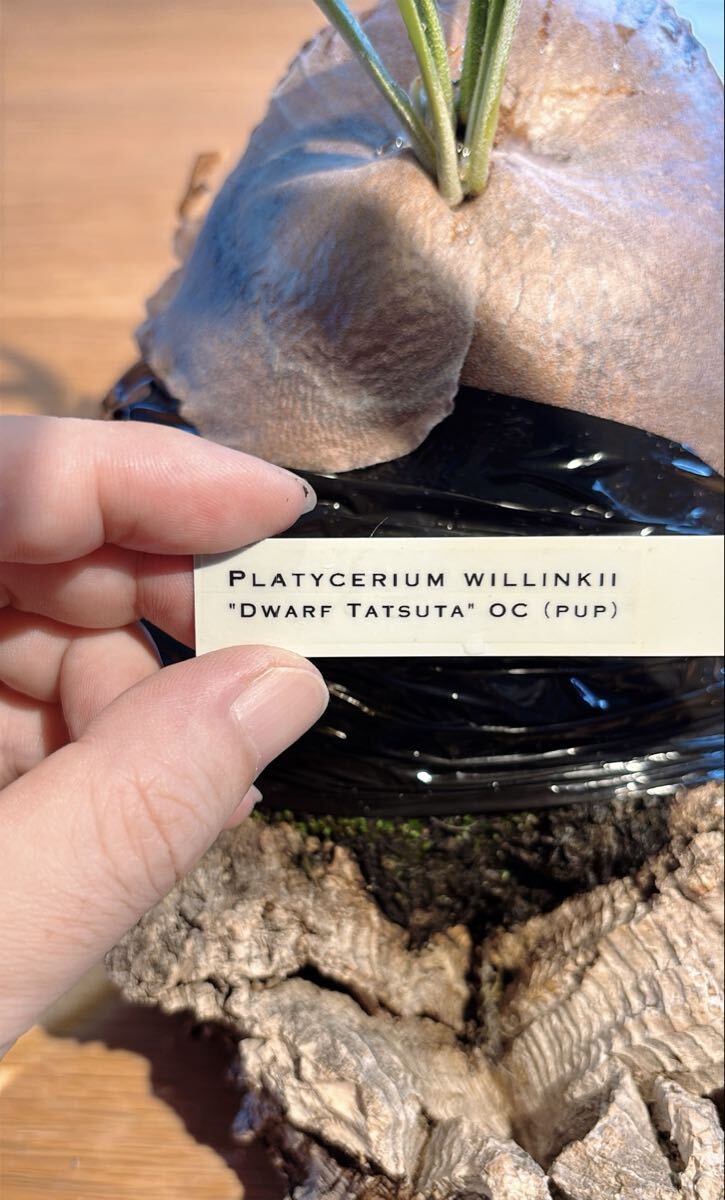 PLATYCERIUM WILLINKII
"DWARF TATSUTA" OC (PUP)